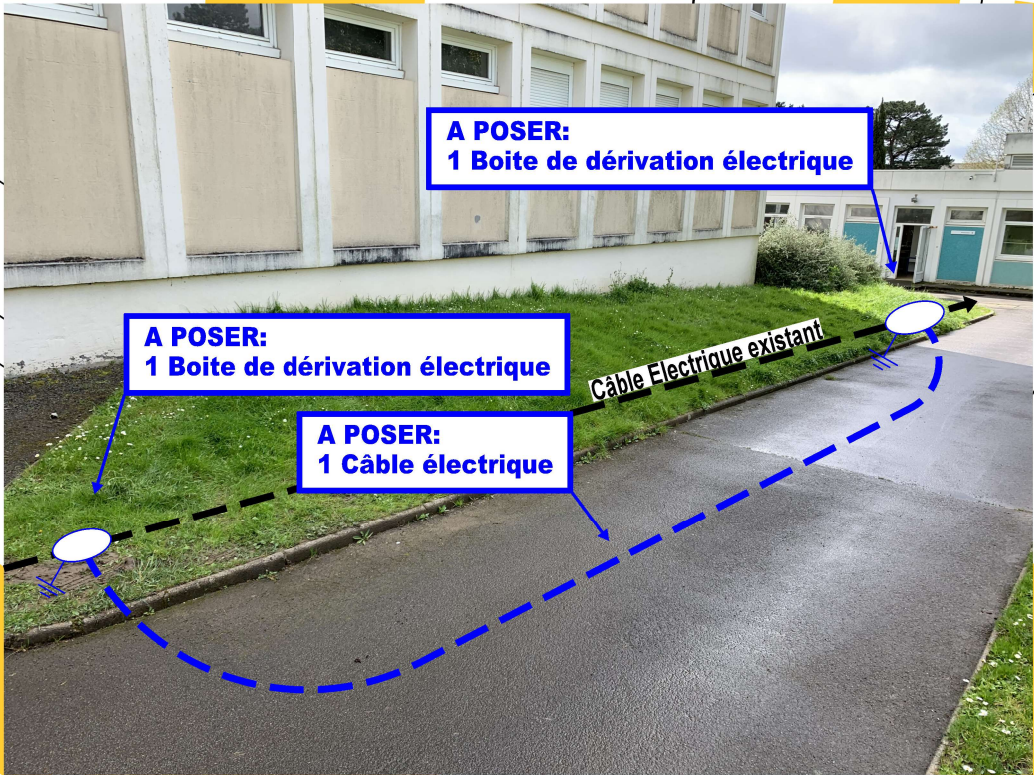 A POSER:
1 Boite de dérivation électrique
A POSER:
1 Boite de dérivation électrique
Câble Electrique existant
A POSER:
1 Câble électrique